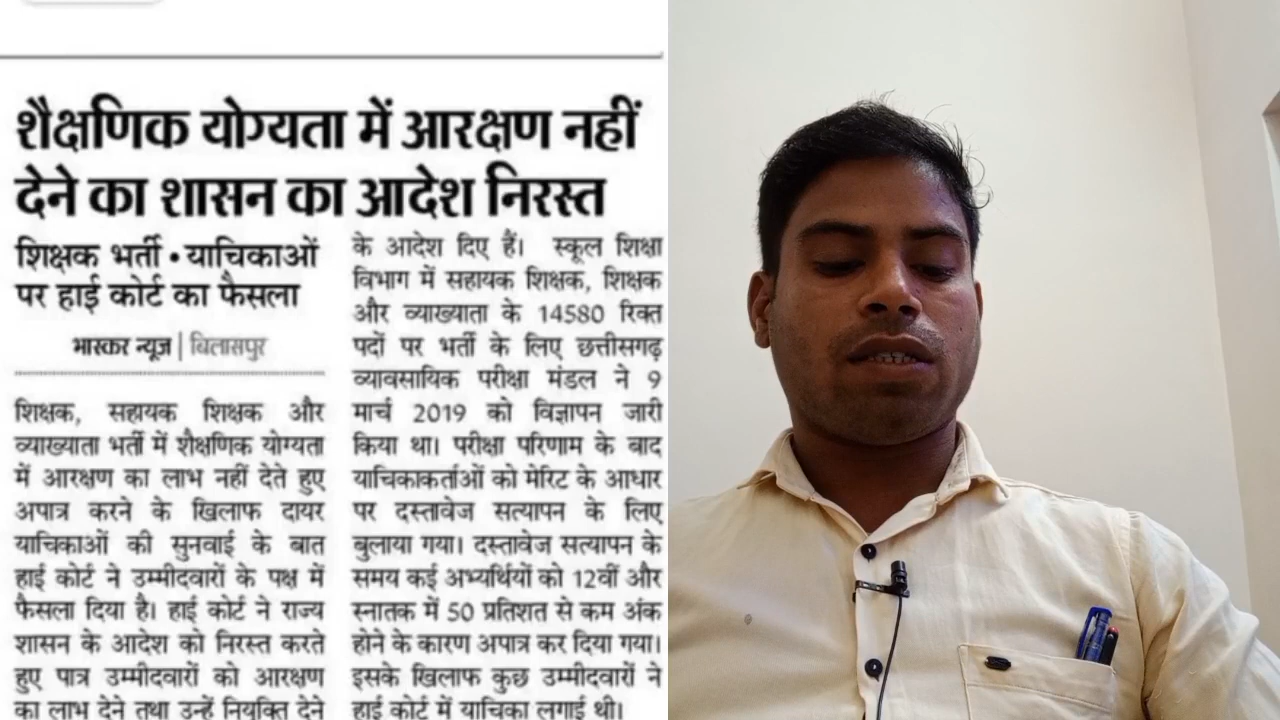 शैक्षणिक योग्यता में आरक्षण नहीं
देने का शासन का आदेश निरस्त
शिक्षक भर्ती • याचिकाओं
पर हाई कोर्ट का फैसला
भास्कर न्यूज | बिलासपुर
शिक्षक, सहायक शिक्षक और
व्याख्याता भर्ती में शैक्षणिक योग्यता
में आरक्षण का लाभ नहीं देते हुए
अपात्र करने के खिलाफ दायर
याचिकाओं की सुनवाई के बात
हाई कोर्ट ने उम्मीदवारों के पक्ष में
फैसला दिया है। हाई कोर्ट ने राज्य
शासन के आदेश को निरस्त करते
हुए पात्र उम्मीदवारों को आरक्षण
का लाभ देने तथा उन्हें नियुक्ति देने
के आदेश दिए हैं। स्कूल शिक्षा
विभाग में सहायक शिक्षक, शिक्षक
और व्याख्याता के 14580 रिक्त
पदों पर भर्ती के लिए छत्तीसगढ़
व्यावसायिक परीक्षा मंडल ने 9
मार्च 2019 को विज्ञापन जारी
किया था। परीक्षा परिणाम के बाद
याचिकाकर्ताओं को मेरिट के आधार
पर दस्तावेज सत्यापन के लिए
बुलाया गया। दस्तावेज सत्यापन के
समय कई अभ्यर्थियों को 12वीं और
स्नातक में 50 प्रतिशत से कम अंक
होने के कारण अपात्र कर दिया गया।
इसके खिलाफ कुछ उम्मीदवारों ने
हाई कोर्ट में याचिका लगाई थी।